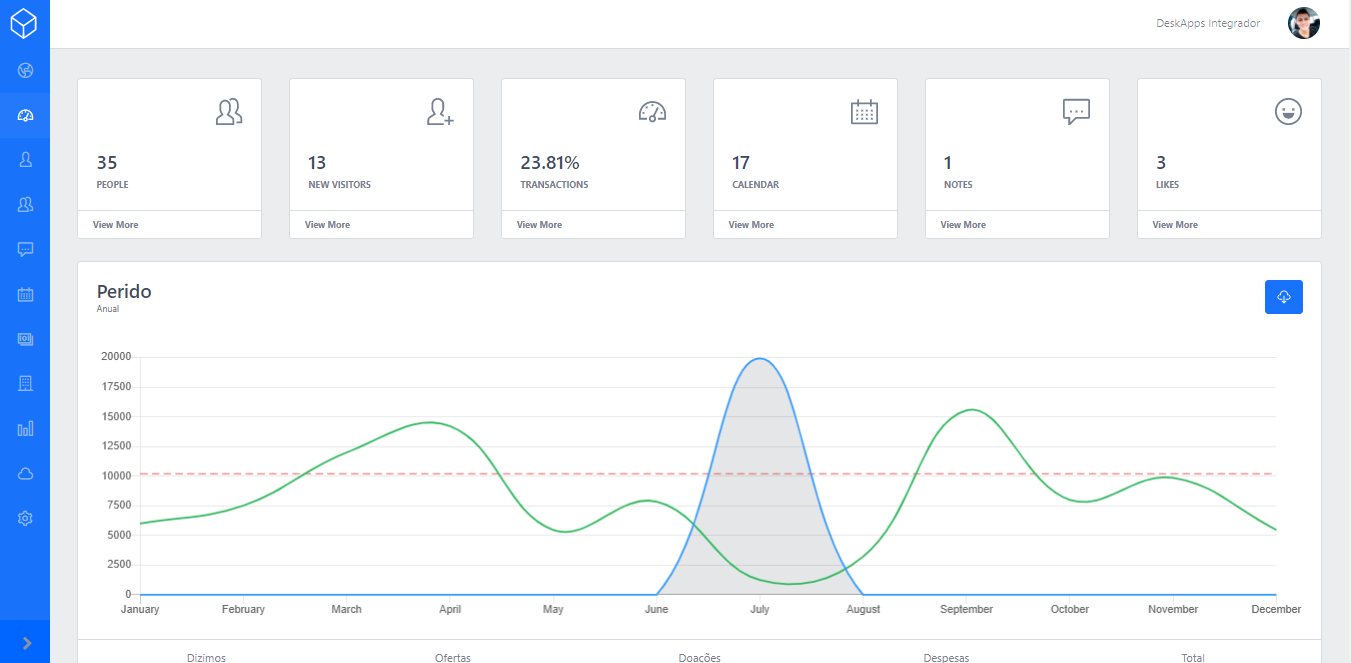 DeskApps Integrador
35
PEOPLE
View More
13
NEW VISITORS
View More
23.81%
TRANSACTIONS
View More
17
CALENDAR
View More
1
NOTES
View More
3
LIKES
View More
Perido
Anual
20000
17500
15000
12500
10000
7500
5000
2500
0
January February March April May June July August September October November December
Dizimos Ofertas Doações Despesas Total